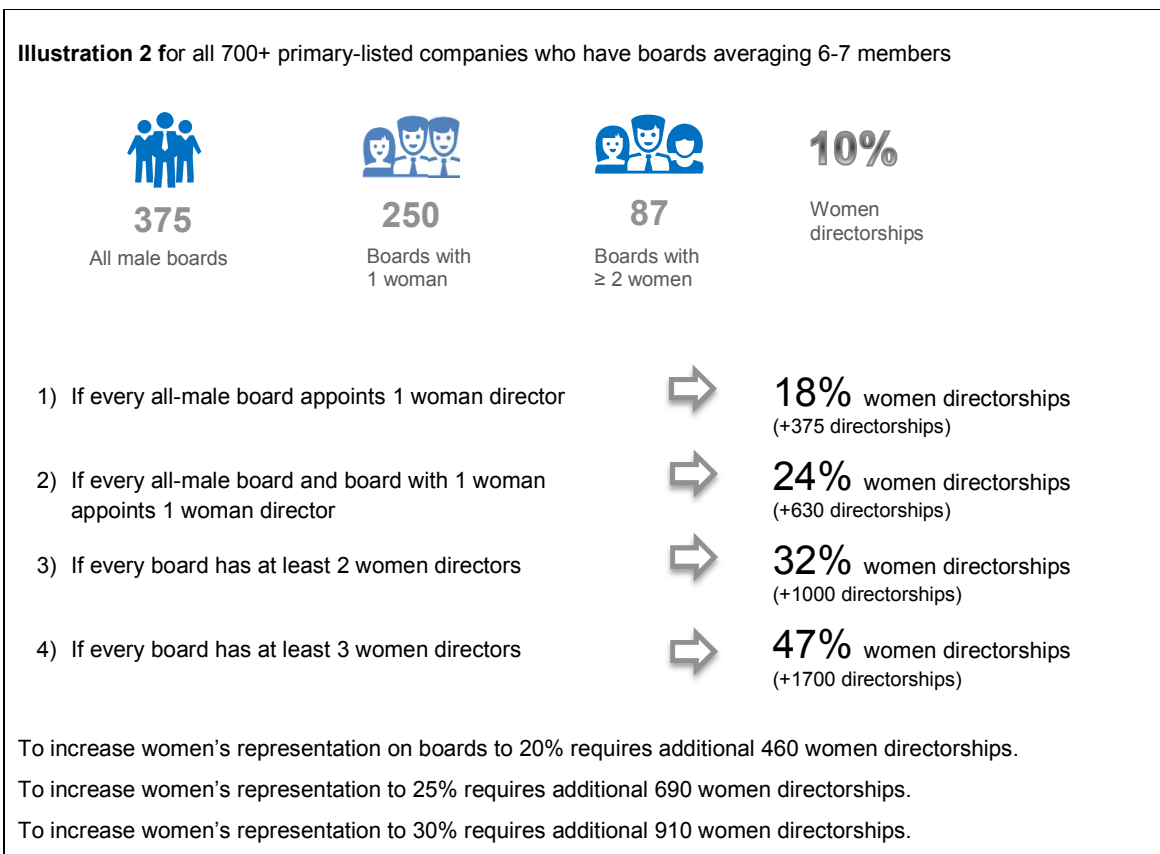 Illustration 2 for all 700+ primary-listed companies who have boards averaging 6-7 members
10%
375
250
87
Women
directorships
All male boards
Boards with
1 woman
Boards with
≥ 2 women
1) If every all-male board appoints 1 woman director
18% women directorships
(+375 directorships)
2) If every all-male board and board with 1 woman
appoints 1 woman director
24% women directorships
(+630 directorships)
3) If every board has at least 2 women directors
32% women directorships
(+1000 directorships)
4) If every board has at least 3 women directors
47% women directorships
(+1700 directorships)
To increase women's representation on boards to 20% requires additional 460 women directorships.
To increase women's representation to 25% requires additional 690 women directorships.
To increase women's representation to 30% requires additional 910 women directorships.